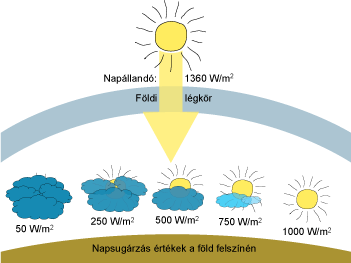 Napállandó: 1360 W/m²
Földi légkör
50 W/m²
250 W/m²
500 W/m²
750 W/m²
1000 W/m²
Napsugárzás értékek a föld felszínén